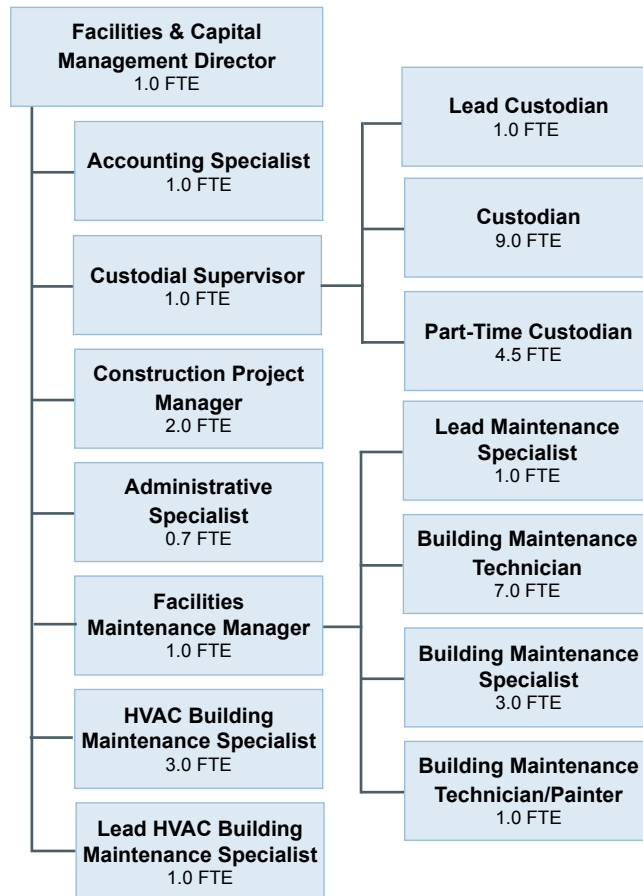 Facilities & Capital
Management Director
1.0 FTE
Accounting Specialist
1.0 FTE
Custodial Supervisor
1.0 FTE
Construction Project
Manager
2.0 FTE
Administrative
Specialist
0.7 FTE
Facilities
Maintenance Manager
1.0 FTE
HVAC Building
Maintenance Specialist
3.0 FTE
Lead HVAC Building
Maintenance Specialist
1.0 FTE
Lead Custodian
1.0 FTE
Custodian
9.0 FTE
Part-Time Custodian
4.5 FTE
Lead Maintenance
Specialist
1.0 FTE
Building Maintenance
Technician
7.0 FTE
Building Maintenance
Specialist
3.0 FTE
Building Maintenance
Technician/Painter
1.0 FTE